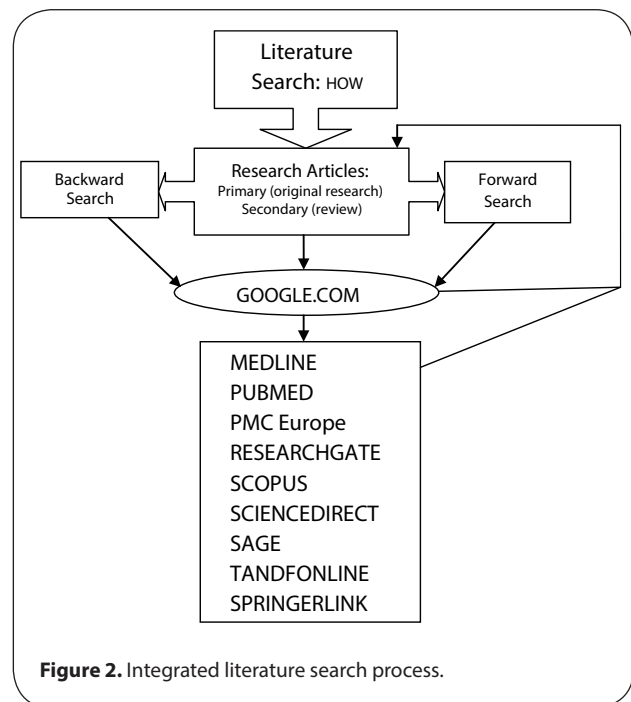 Literature
Search: HOW
Research Articles:
Primary (original research)
Secondary (review)
Backward
Search
Forward
Search
GOOGLE.COM
MEDLINE
PUBMED
PMC Europe
RESEARCHGATE
SCOPUS
SCIENCEDIRECT
SAGE
TANDFONLINE
SPRINGERLINK
Figure 2. Integrated literature search process.